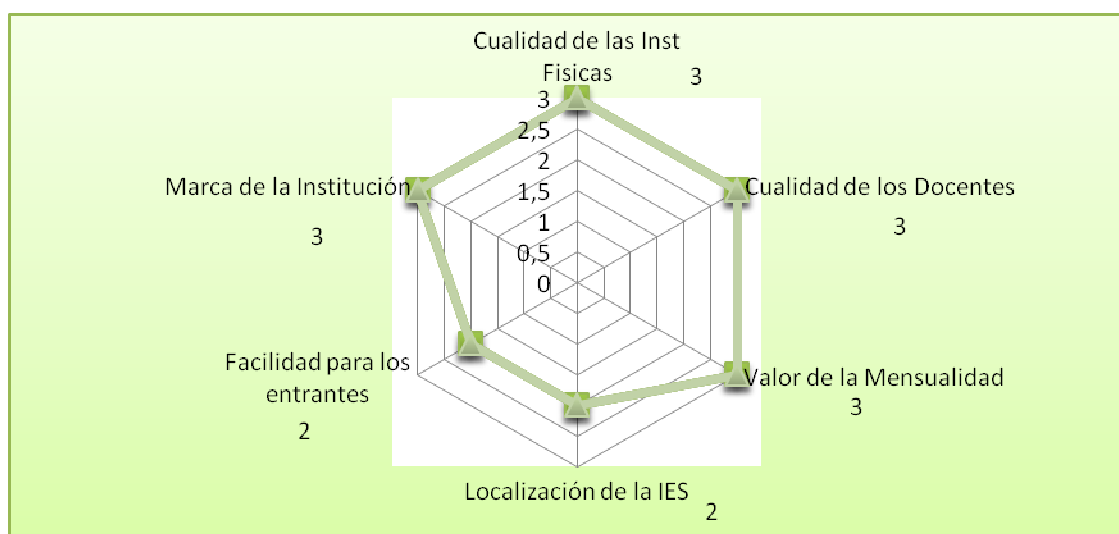 Cualidad de las Inst
Fisicas
3
3
2,5
2
1,5
1
0,5
0
Cualidad de los Docentes
3
Valor de la Mensualidad
3
Localización de la IES
2
Facilidad para los
entrantes
2
Marca de la Institución
3